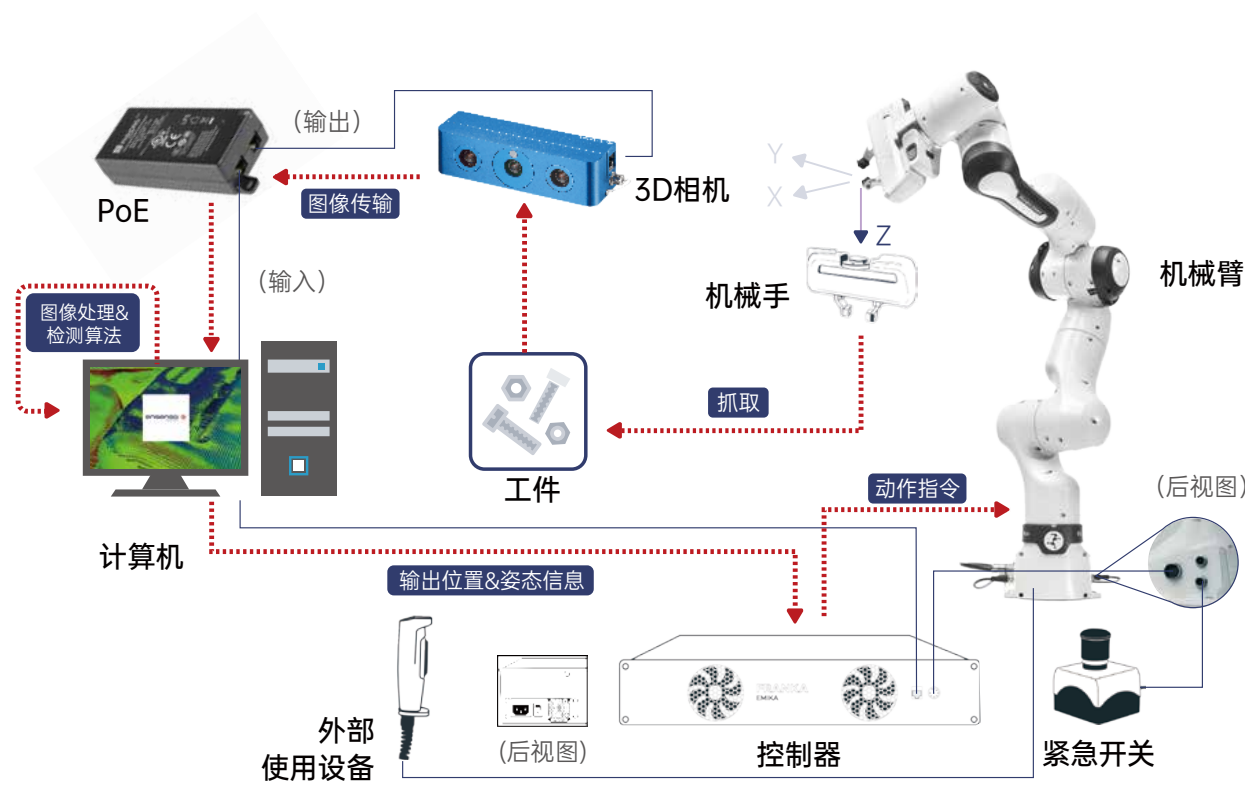 (输出)
PoE
图像传输
3D相机
Y
X
Z
(输入)
机械手
机械臂
图像处理&
检测算法
ensenso
抓取
工件
动作指令
(后视图)
计算机
输出位置&姿态信息
FRANKA
EMIKA
外部
使用设备
(后视图)
控制器
紧急开关